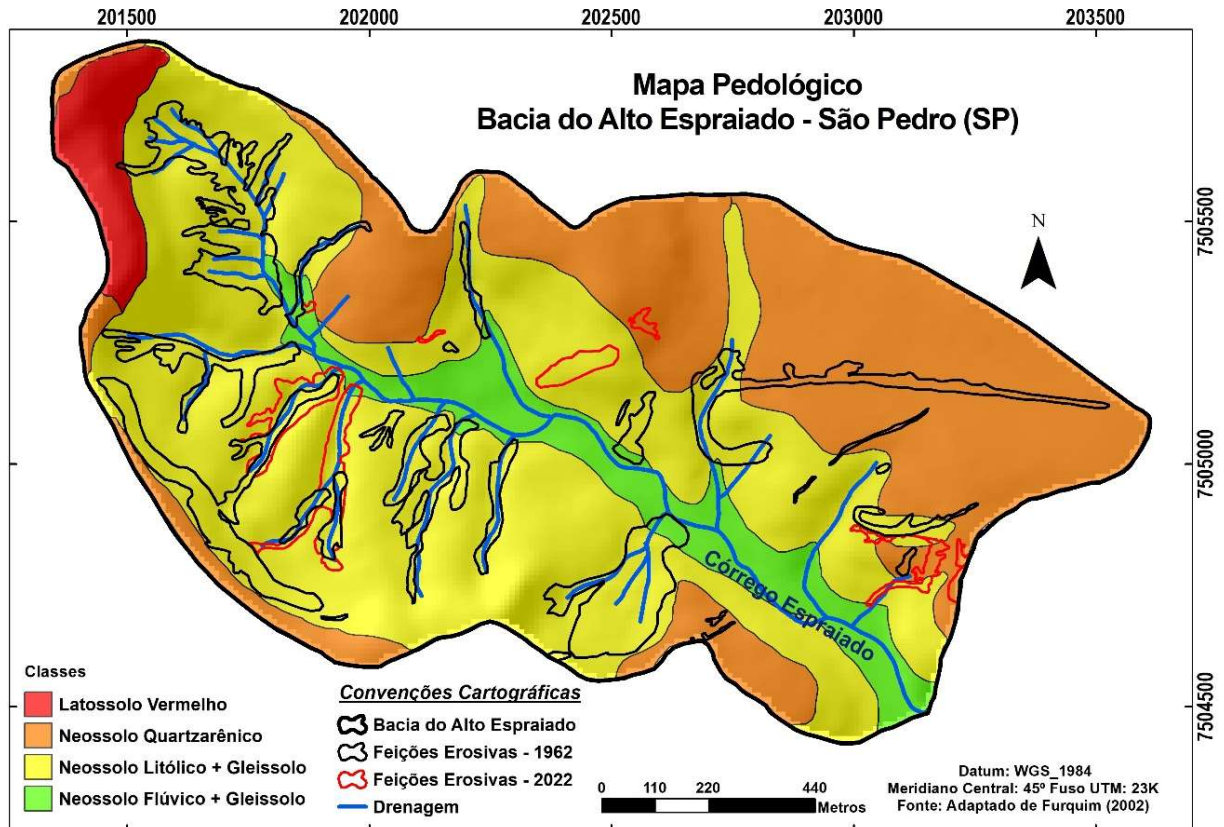 201500 202000 202500 203000 203500
Mapa Pedológico
Bacia do Alto Espraiado - São Pedro (SP)
N
7505500
7505000
7504500
Córrego Espraiado
Classes
Latossolo Vermelho
Neossolo Quartzarênico
Neossolo Litólico + Gleissolo
Neossolo Flúvico + Gleissolo
Convenções Cartográficas
Bacia do Alto Espraiado
Feições Erosivas - 1962
Feições Erosivas - 2022
Drenagem
0 110 220 440
Metros
Datum: WGS_1984
Meridiano Central: 45º Fuso UTM: 23K
Fonte: Adaptado de Furquim (2002)